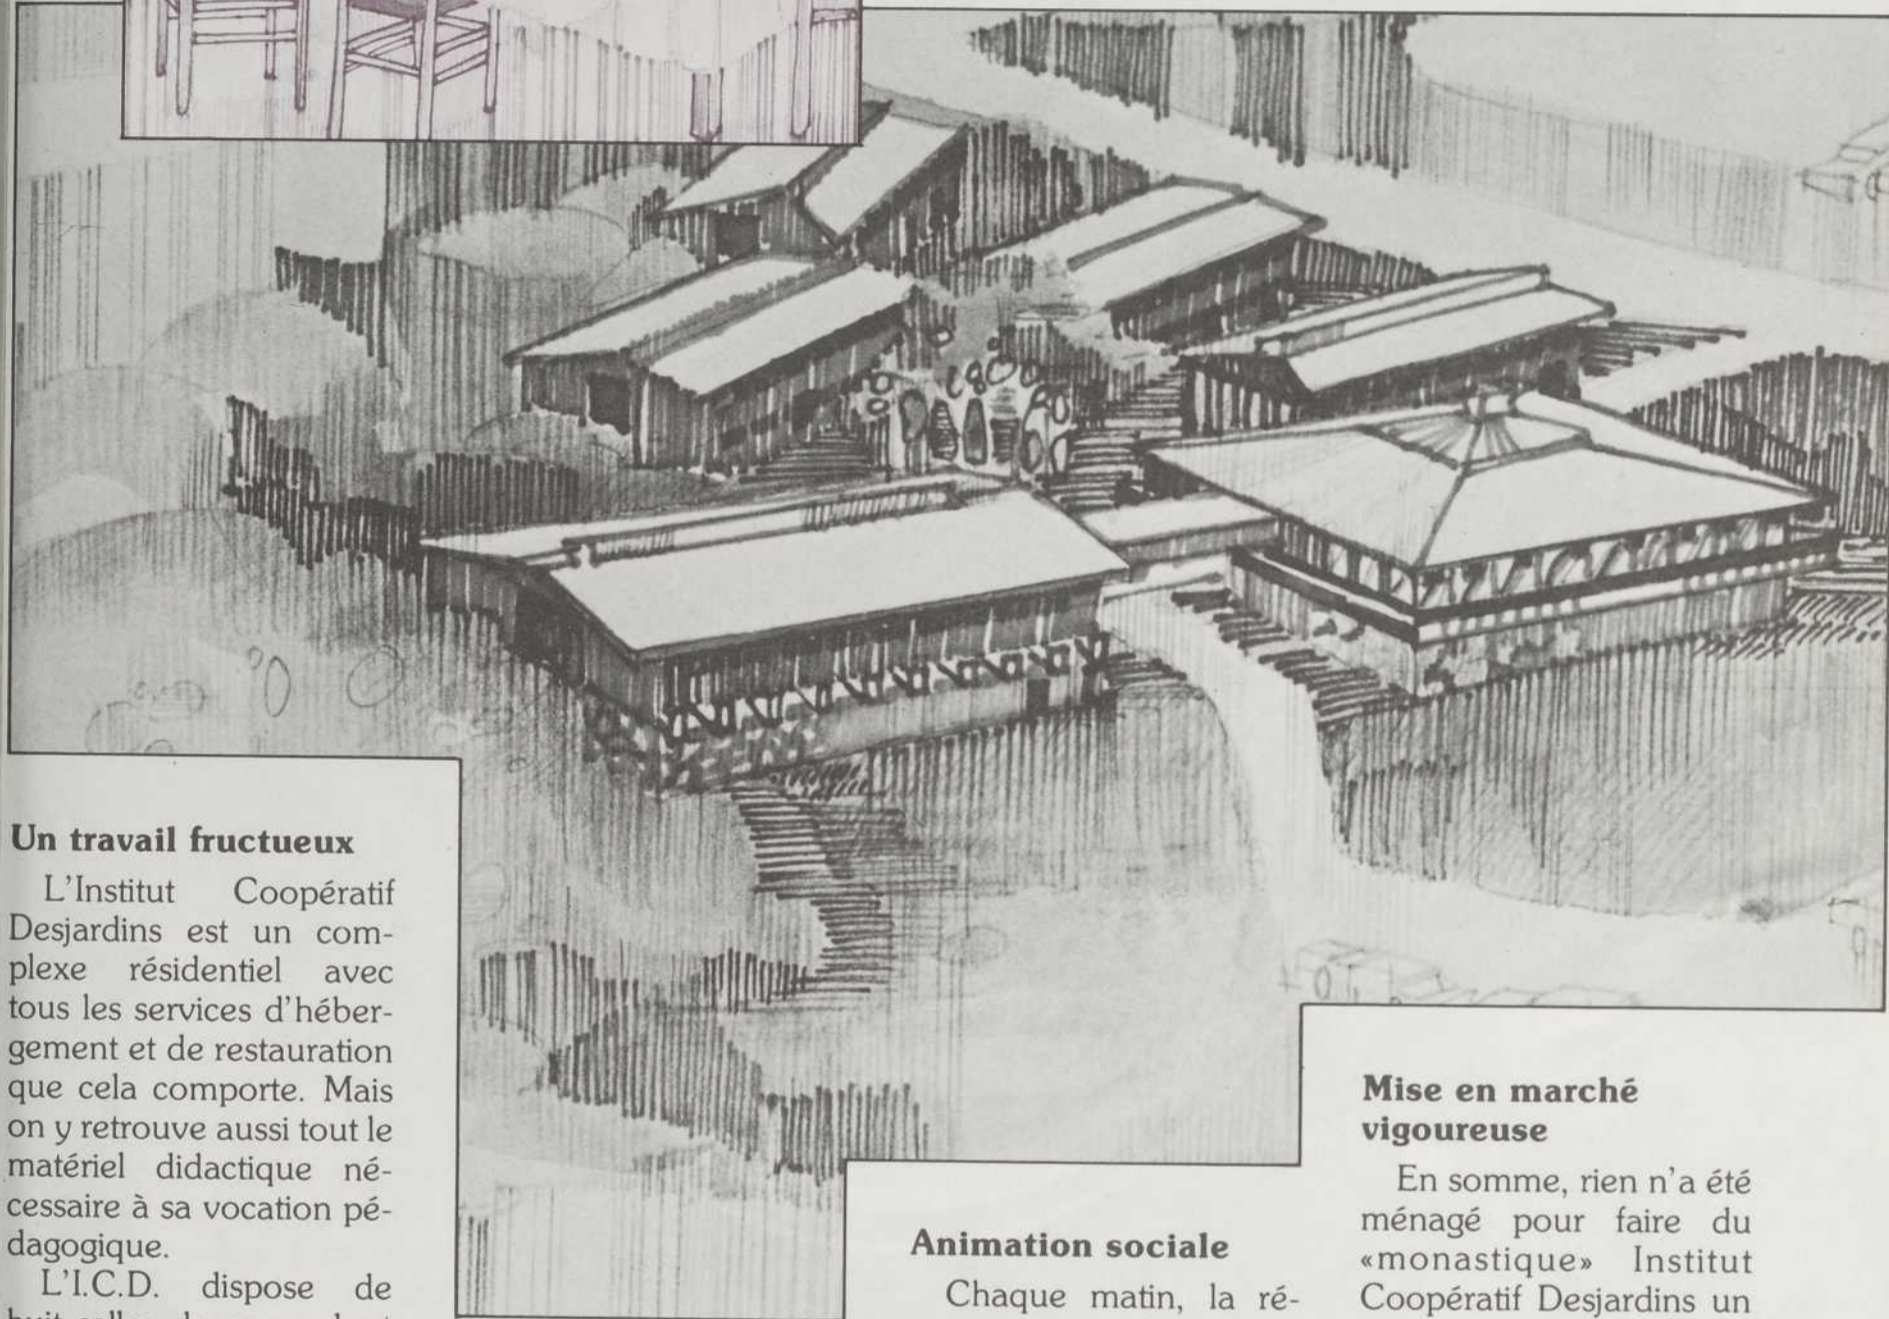 Un travail fructueux
L'Institut Coopératif
Desjardins est un com-
plexe résidentiel avec
tous les services d'héber-
gement et de restauration
que cela comporte. Mais
on y retrouve aussi tout le
matériel didactique né-
cessaire à sa vocation pé-
dagogique.
L'I.C.D. dispose de
Animation sociale
Chaque matin, la ré-
Mise en marché
vigoureuse
En somme, rien n'a été
ménagé pour faire du
«monastique» Institut
Coopératif Desjardins un